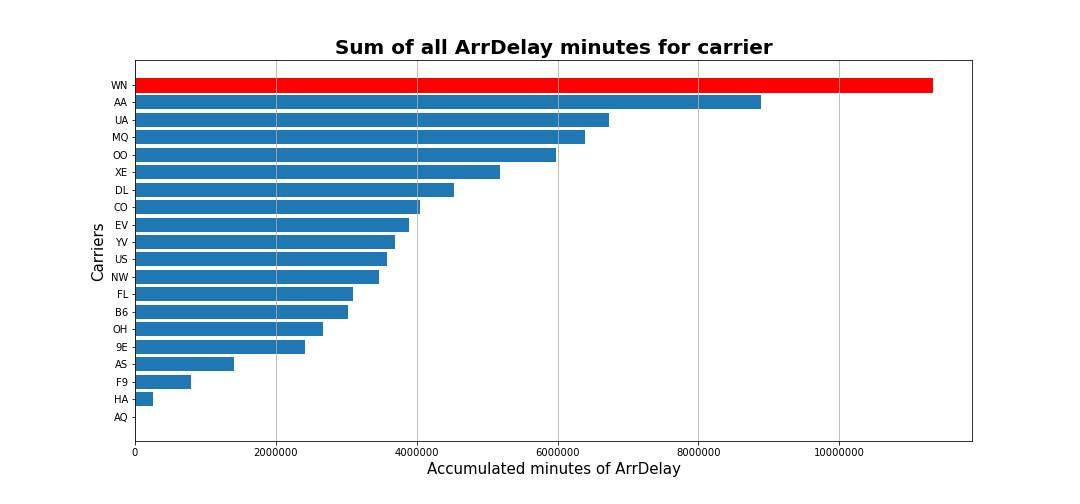 Sum of all ArrDelay minutes for carrier
Carriers
WN
AA
UA
MQ
OO
XE
DL
CO
EV
YV
US
NW
FL
B6
OH
9E
AS
F9
HA
AQ
0 2000000 4000000 6000000 8000000 10000000
Accumulated minutes of ArrDelay